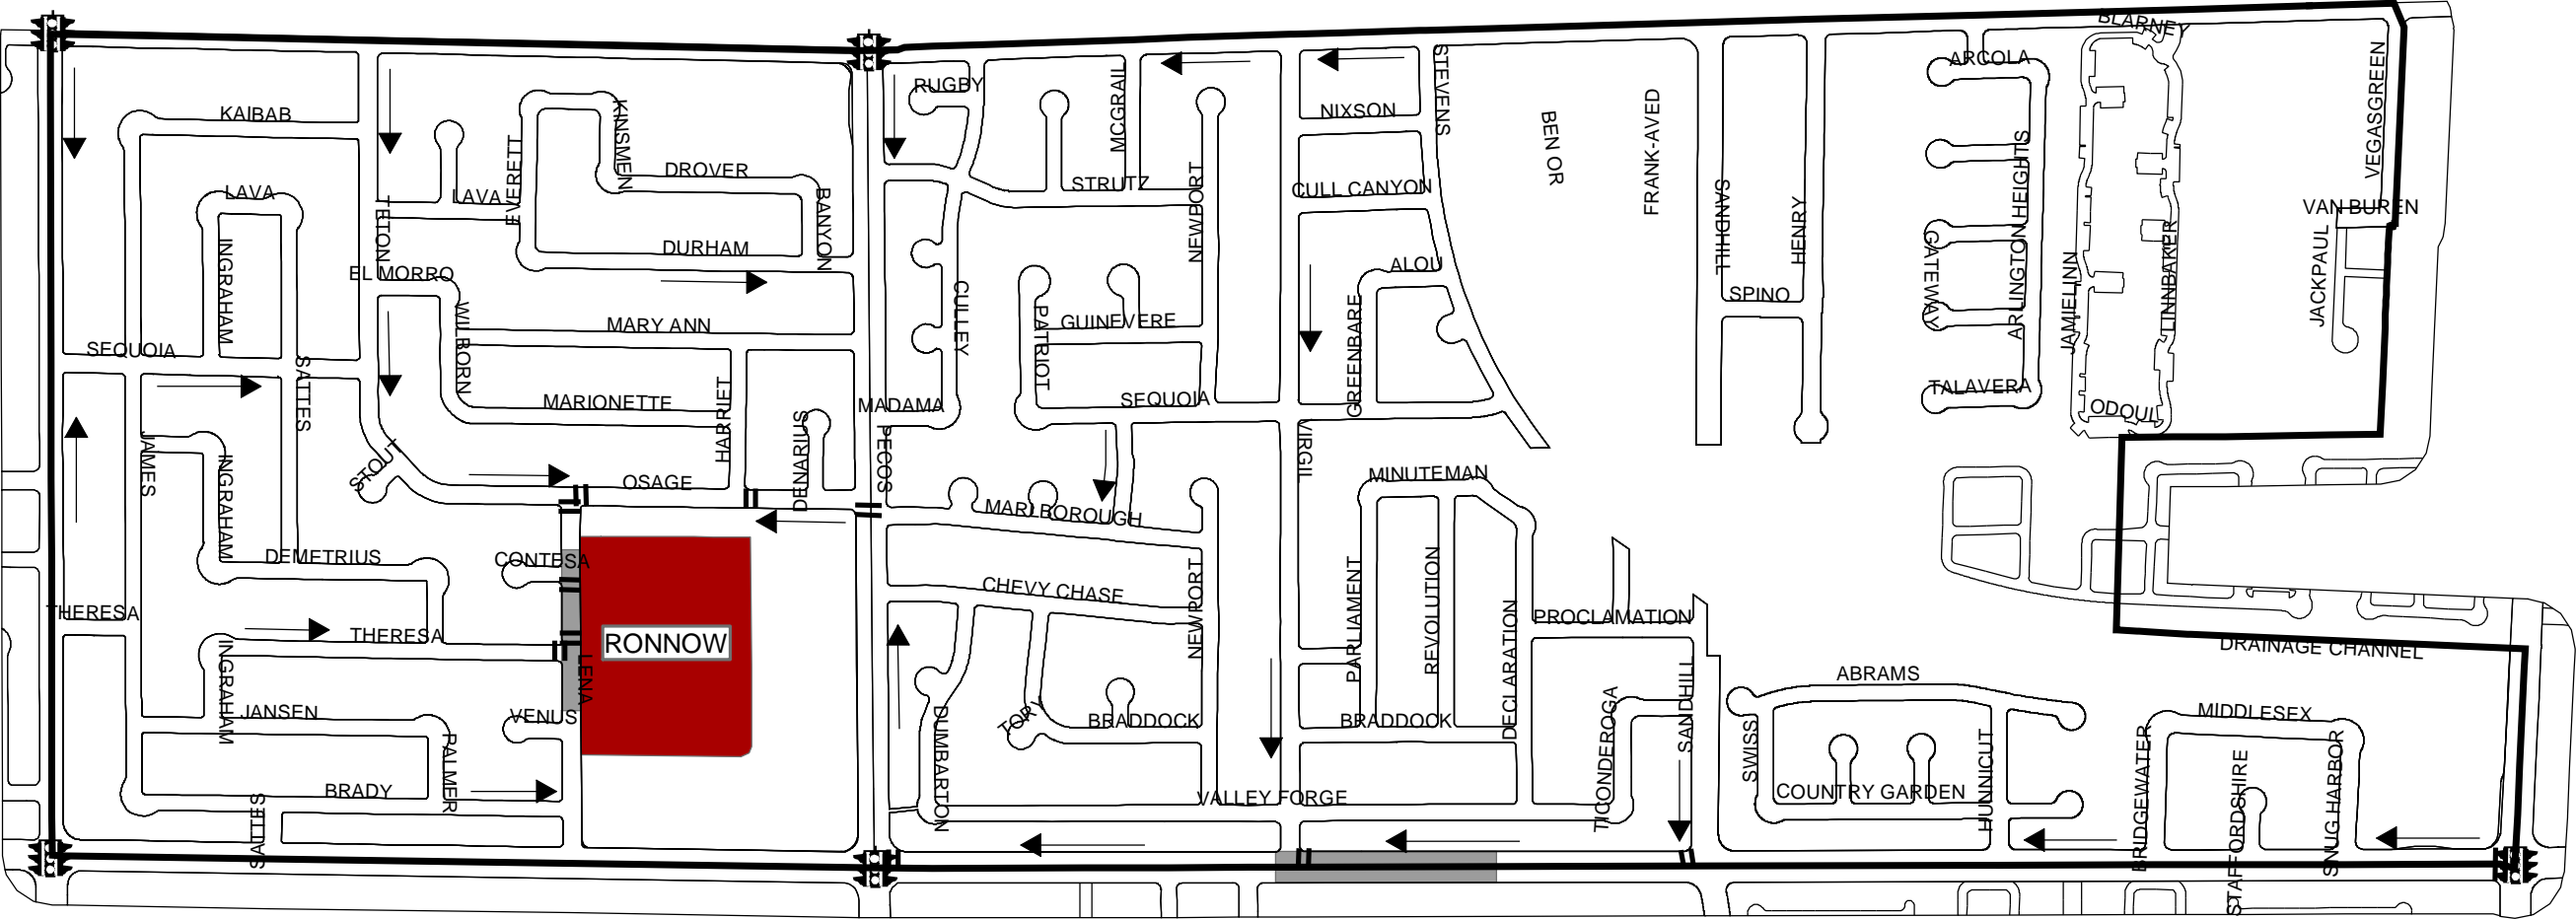 BLARNEY
VEGASGREEN
STEVENS
ARCOLA
RUGBY
MCGRAIL
KAIBAB
KINSMEN
NIXSON
BEN OR
FRANK-AVED
EVERETT
DROVER
STRUTZ
CULL CANYON
LAVA
LAVA
TETON
BANYON
NEWPORT
SANDHILL
HENRY
ARLINGTON HEIGHTS
VAN BUREN
INGRAHAM
EL MORRO
DURHAM
ALOU
GATEWAY
JAMIELINN
LINNBAKER
JACKPAUL
CULLEY
SPINO
WILBORN
MARY ANN
PATRIOT
GUINEVERE
GREENBARE
SEQUOIA
SATTES
HARRIET
MARIONETTE
MADAMA
SEQUOIA
TALAVERA
ODOUL
JAMES
INGRAHAM
STOUT
OSAGE
DENARIUS
PECOS
VIRGIL
MINUTEMAN
MARLBOROUGH
DEMETRIUS
CONTESA
CHEVY CHASE
NEWPORT
PARLIAMENT
REVOLUTION
DECLARATION
PROCLAMATION
THERESA
THERESA
RONNOW
LENA
INGRAHAM
DRAINAGE CHANNEL
ABRAMS
JANSEN
VENUS
DUMBARTON
TORY
BRADDOCK
BRADDOCK
TICONDEROGA
SANDHILL
SWISS
HUNNICUT
MIDDLESEX
BRIDGEWATER
STAFFORDSHIRE
SNUG HARBOR
PALMER
BRADY
SETTLES
VALLEY FORGE
COUNTRY GARDEN